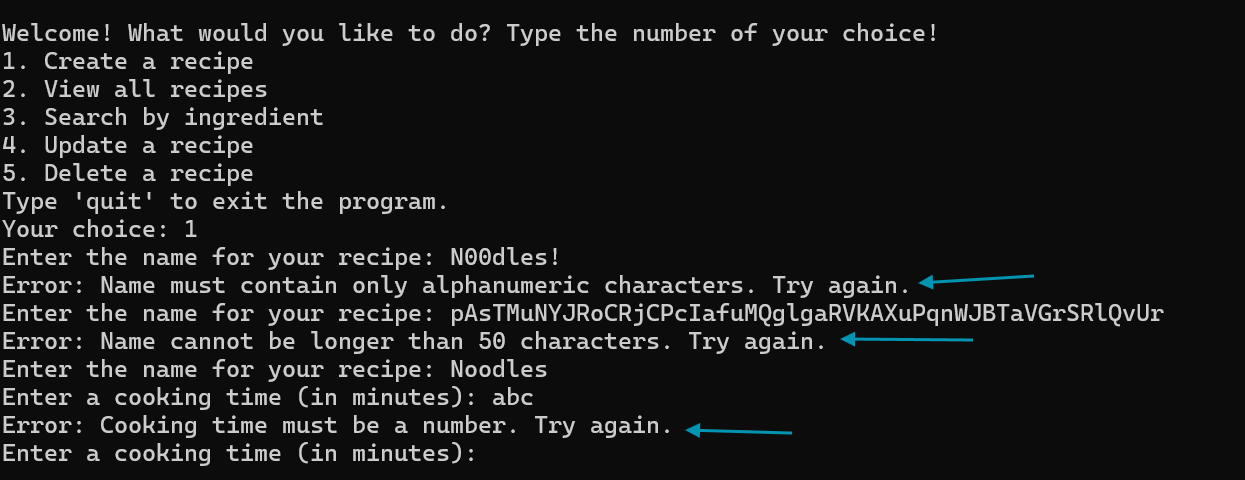 Welcome! What would you like to do? Type the number of your choice!
1. Create a recipe
2. View all recipes
3. Search by ingredient
4. Update a recipe
5. Delete a recipe
Type 'quit' to exit the program.
Your choice: 1
Enter the name for your recipe: N00dles!
Error: Name must contain only alphanumeric characters. Try again.
Enter the name for your recipe: pAsTMuNYJRoCRjCPcIafuMQglgaRVKAXuPqnWJBTaVGrSRlQvUr
Error: Name cannot be longer than 50 characters. Try again.
Enter the name for your recipe: Noodles
Enter a cooking time (in minutes): abc
Error: Cooking time must be a number. Try again.
Enter a cooking time (in minutes):